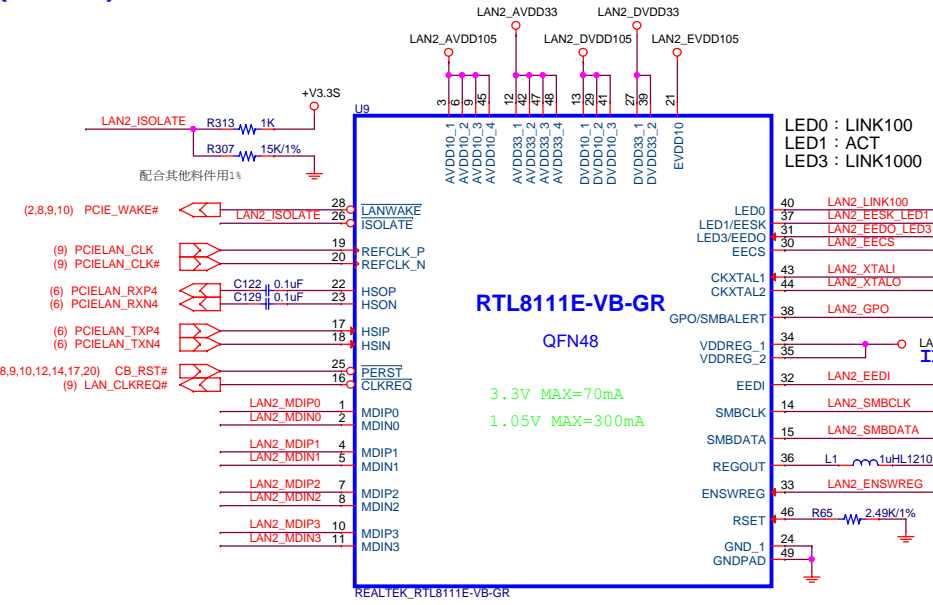 LAN2_AVDD33
LAN2_DVDD33
LAN2_AVDD105
LAN2_DVDD105
LAN2_EVDD105
+V3.3S
LAN2_ISOLATE
R313 1K
R307 15K/1%
配合其他料件用1%
U9
3 6 9 45 12 42 47 48 13 29 41 27 39 21
AVDD10_1
AVDD10_2
AVDD10_3
AVDD10_4
AVDD33_1
AVDD33_2
AVDD33_3
AVDD33_4
DVDD10_1
DVDD10_2
DVDD10_3
DVDD33_1
DVDD33_2
EVDD10
LED0：LINK100
LED1：ACT
LED3：LINK1000
(2,8,9,10) PCIE_WAKE# 28 LANWAKE
LAN2_ISOLATE 26 ISOLATE
(9) PCIELAN_CLK 19 REFCLK_P
(9) PCIELAN_CLK# 20 REFCLK_N
(6) PCIELAN_RXP4 C122 0.1uF 22 HSOP
(6) PCIELAN_RXN4 C129 0.1uF 23 HSON
(6) PCIELAN_TXP4 17 HSIP
(6) PCIELAN_TXN4 18 HSIN
8,9,10,12,14,17,20) CB_RST# 25 PERST
(9) LAN_CLKREQ# 16 CLKREQ
LAN2_MDIP0 1 MDIP0
LAN2_MDIN0 2 MDIN0
LAN2_MDIP1 4 MDIP1
LAN2_MDIN1 5 MDIN1
LAN2_MDIP2 7 MDIP2
LAN2_MDIN2 8 MDIN2
LAN2_MDIP3 10 MDIP3
LAN2_MDIN3 11 MDIN3
RTL8111E-VB-GR
QFN48
3.3V MAX=70mA
1.05V MAX=300mA
LED0 40 LAN2_LINK100
LED1/EESK 37 LAN2_EESK_LED1
LED3/EEDO 31 LAN2_EEDO_LED3
EECS 30 LAN2_EECS
CKXTAL1 43 LAN2_XTALI
CKXTAL2 44 LAN2_XTALO
GPO/SMBALERT 38 LAN2_GPO
VDDREG_1 34
VDDREG_2 35
EEDI 32 LAN2_EEDI
SMBCLK 14 LAN2_SMBCLK
SMBDATA 15 LAN2_SMBDATA
REGOUT 36 L1 1uHL1210
ENSWREG 33 LAN2_ENSWREG
RSET 46 R65 2.49K/1%
GND_1 24
GNDPAD 49
REALTEK_RTL8111E-VB-GR